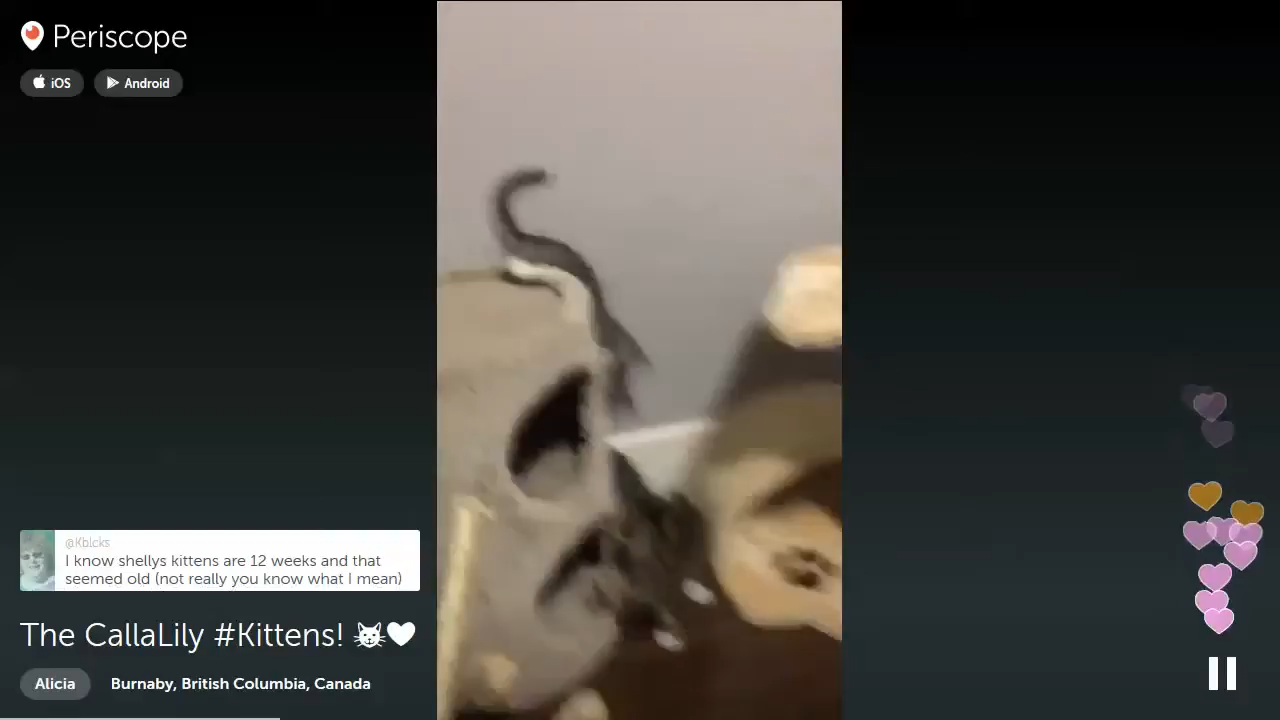 Periscope
iOS
Android
@Kblcks
I know shellys kittens are 12 weeks and that
seemed old (not really you know what I mean)
The CallaLily #Kittens! 😸🤍
Alicia
Burnaby, British Columbia, Canada